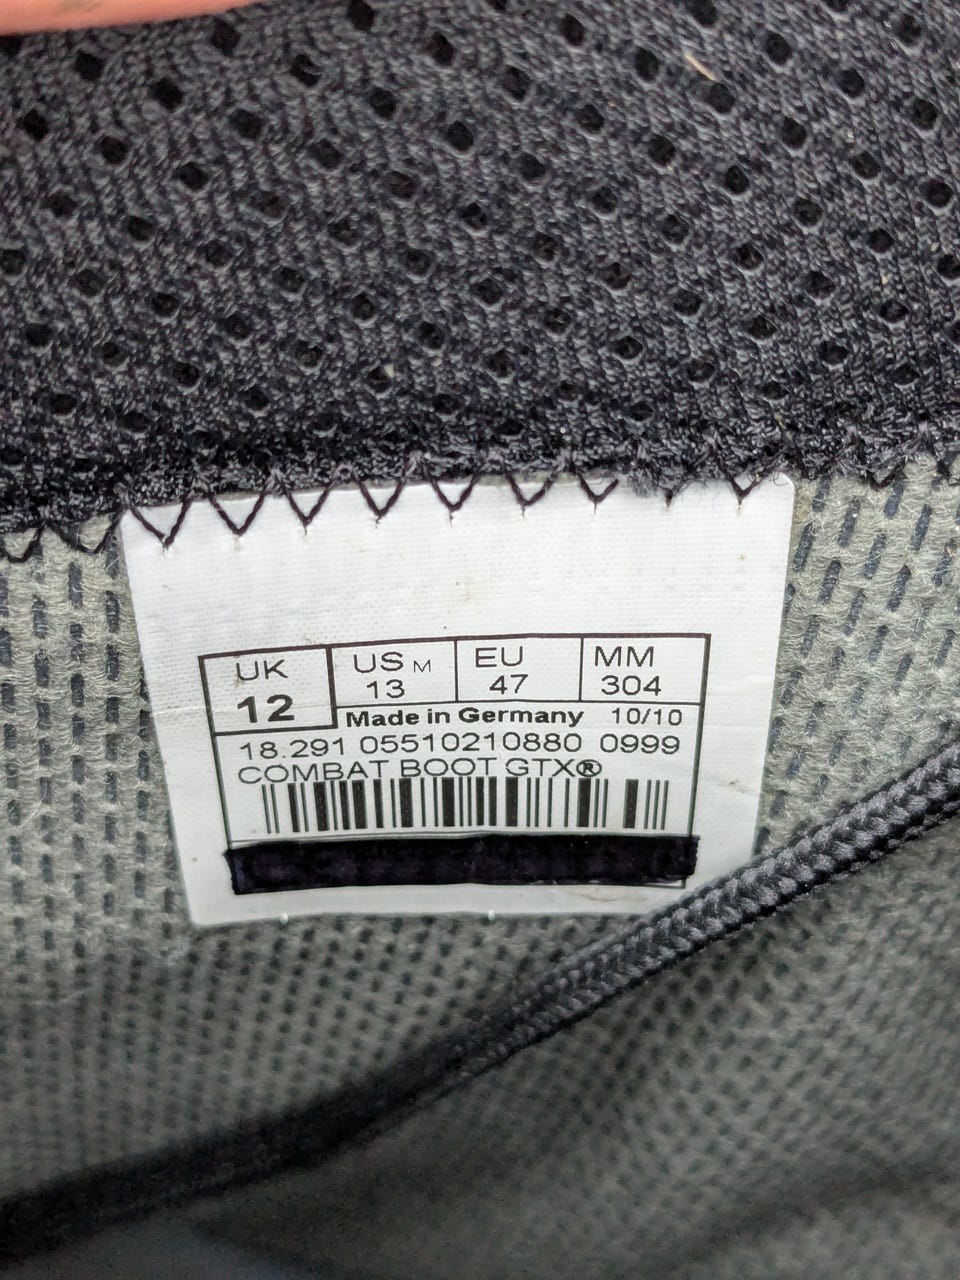 UK US M EU MM
12 13 47 304
Made in Germany 10/10
18.291 05510210880 0999
COMBAT BOOT GTX®